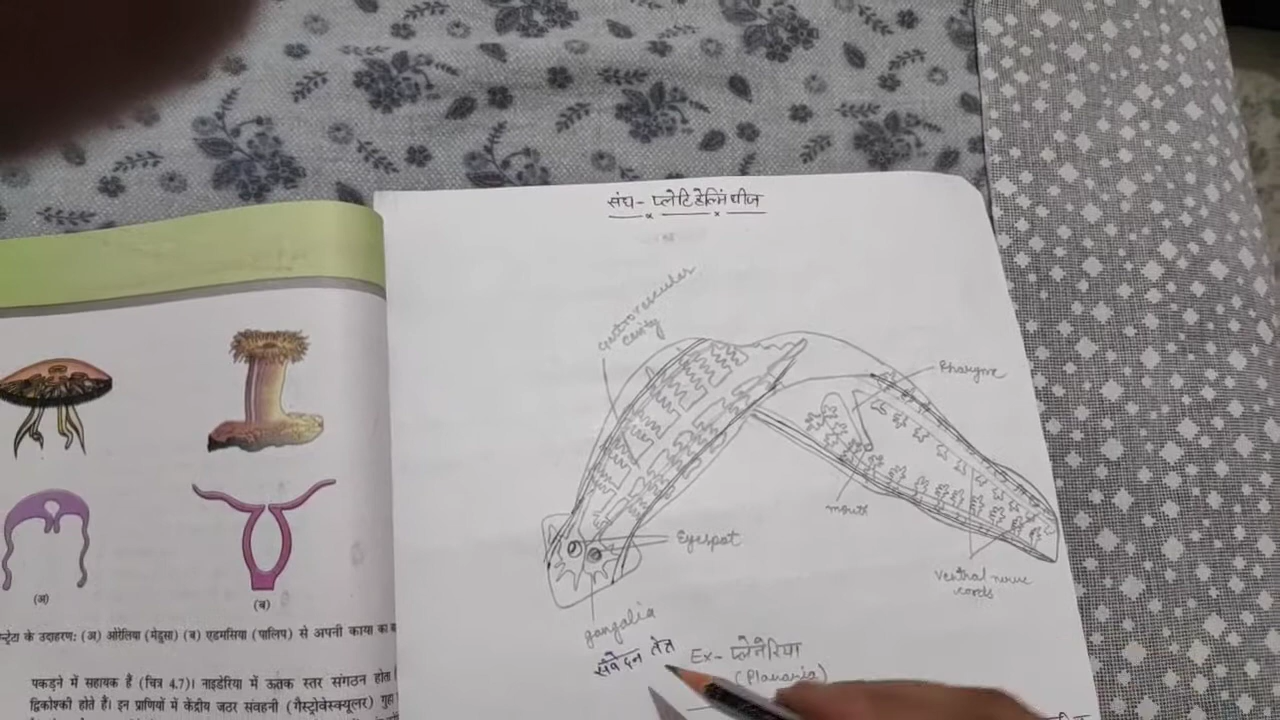 (अ)
(ब)
उदाहरण: (अ) ओरेलिया (मेडुसा) (ब) एडमसिया (पालिप) से अपनी काया का
पकड़ने में सहायक हैं (चित्र 4.7)। नाइडेरिया में ऊतक स्तर संगठन होता
द्विकोश्की होते हैं। इन प्राणियों में केंद्रीय जठर संवहनी (गैस्ट्रोवेस्क्यूलर) गुहा
संघ- प्लेटिहेल्मिंथीज
gastrovascular
cavity
Pharynx
mouth
Eyespot
Ventral nerve
cords
ganglia
संवेदन तंत
Ex- प्लेनेरिया
(Planaria)